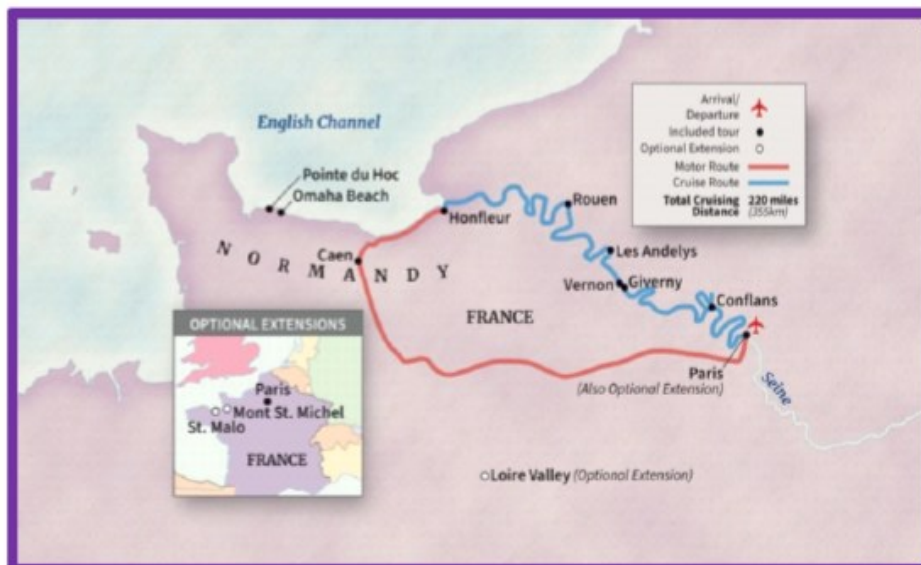 English Channel
Pointe du Hoc
Omaha Beach
Honfleur
Rouen
Caen
NORMANDY
Les Andelys
Vernon
Giverny
Conflans
FRANCE
Paris
(Also Optional Extension)
Seine
Loire Valley (Optional Extension)
Arrival/
Departure
Included tour
Optional Extension
Motor Route
Cruise Route
Total Cruising 220 miles
Distance (355km)
OPTIONAL EXTENSIONS
Paris
Mont St. Michel
St. Malo
FRANCE